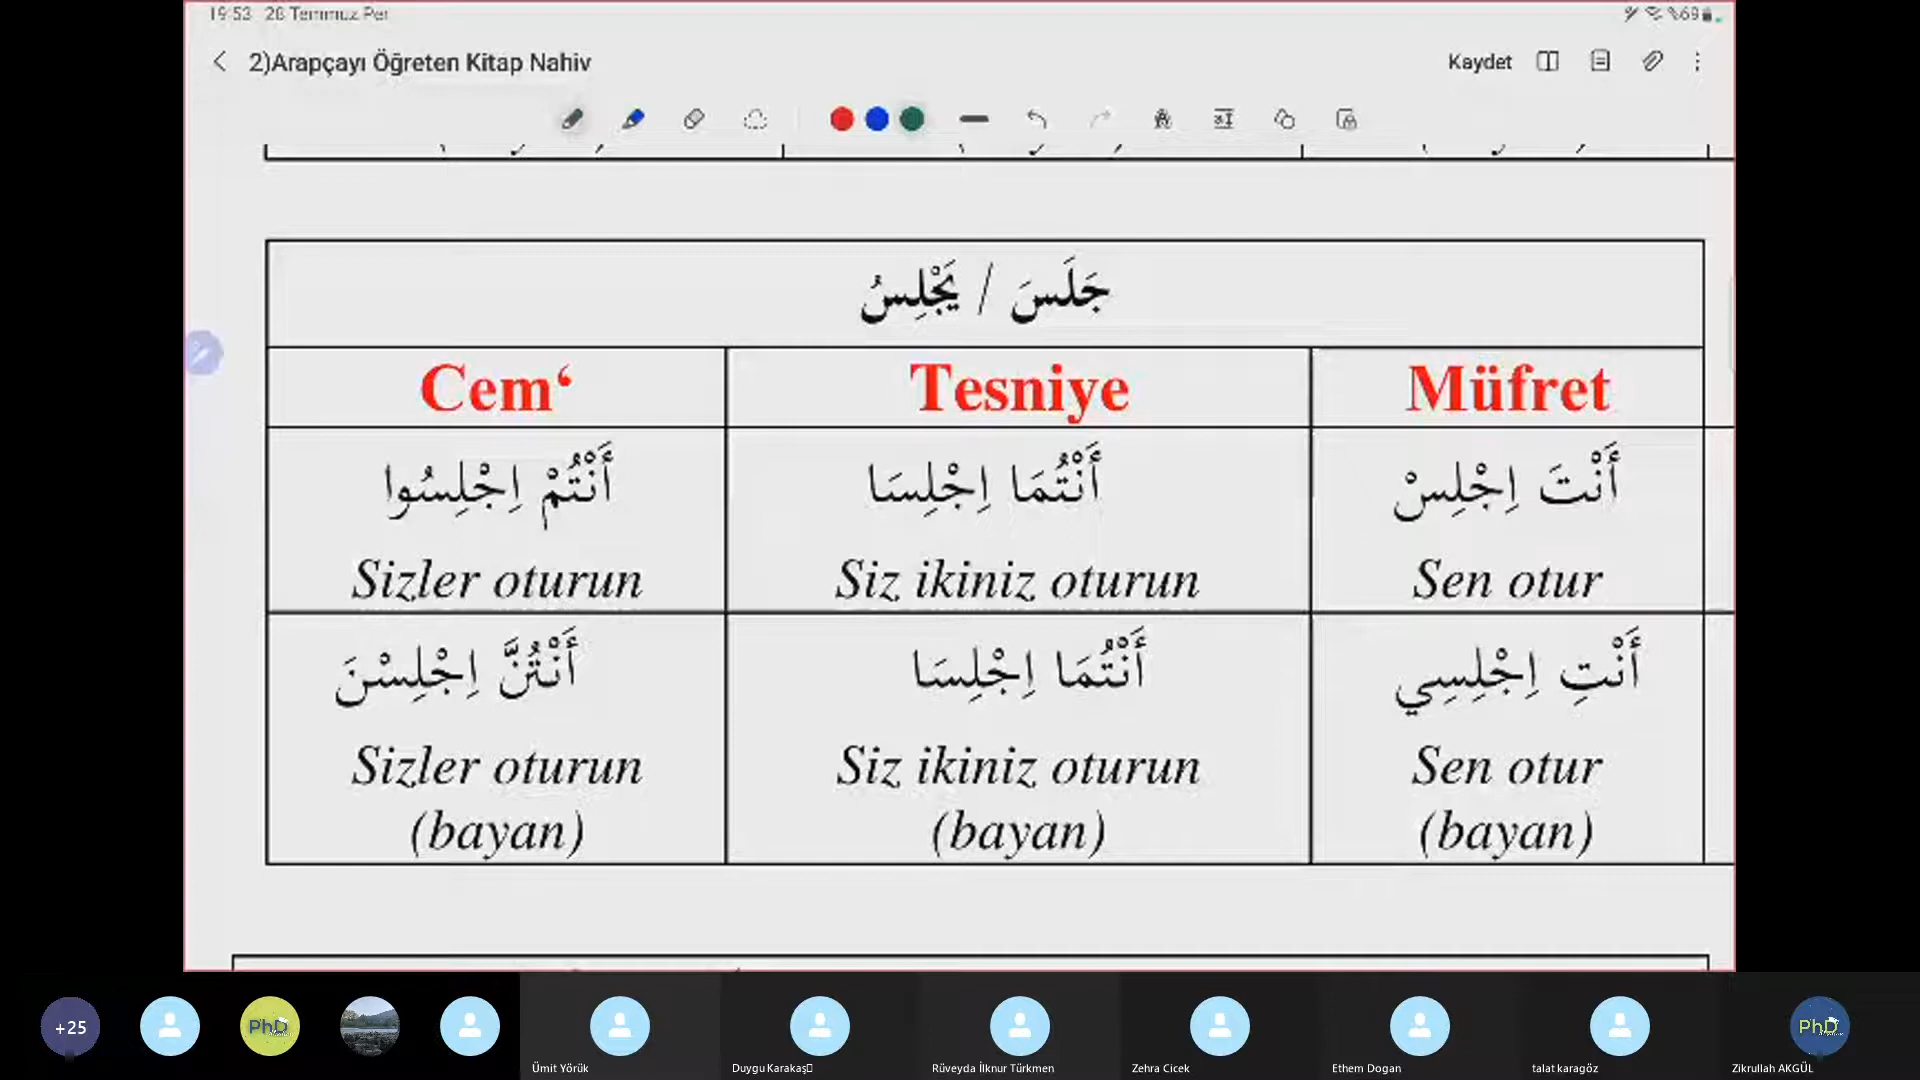 19:53 28 Temmuz Per
%69
2)Arapçayı Öğreten Kitap Nahiv
Kaydet
جَلَسَ / يَجْلِسُ
Cem‘ Tesniye Müfret
أَنْتُمْ اِجْلِسُوا أَنْتُمَا اِجْلِسَا أَنْتَ اِجْلِسْ
Sizler oturun Siz ikiniz oturun Sen otur
أَنْتُنَّ اِجْلِسْنَ أَنْتُمَا اِجْلِسَا أَنْتِ اِجْلِسِي
Sizler oturun Siz ikiniz oturun Sen otur
(bayan) (bayan) (bayan)
+25
PhD
PhD
Ümit Yörük
Duygu Karakaş
Rüveyda İlknur Türkmen
Zehra Cicek
Ethem Dogan
talat karagöz
Zikrullah AKGÜL